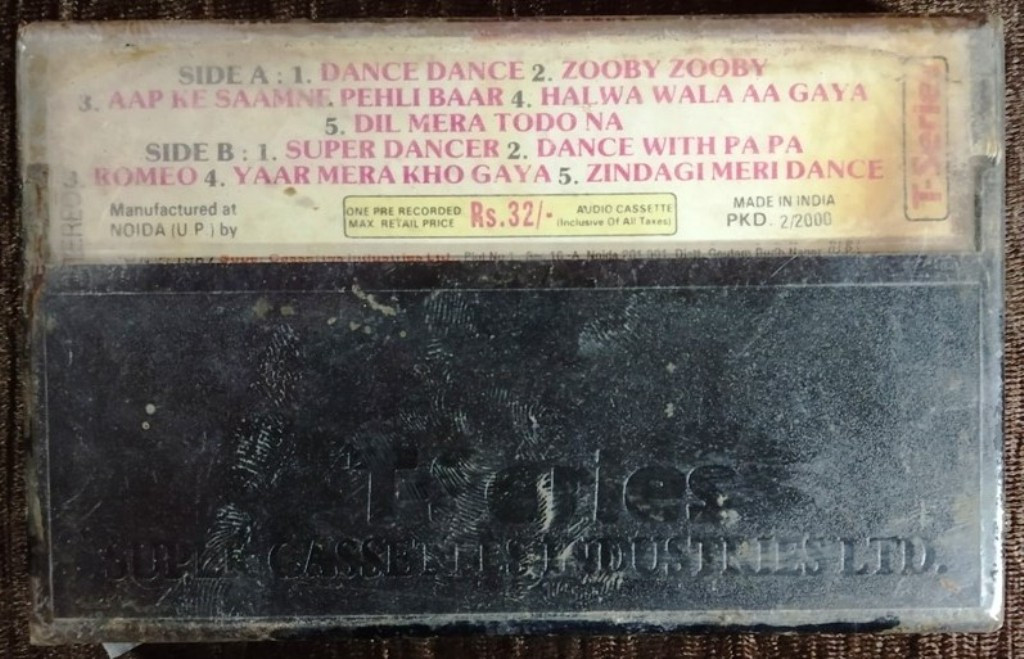 SIDE A : 1. DANCE DANCE 2. ZOOBY ZOOBY
3. AAP KE SAAMNE PEHLI BAAR 4. HALWA WALA AA GAYA
5. DIL MERA TODO NA
SIDE B : 1. SUPER DANCER 2. DANCE WITH PA PA
3. ROMEO 4. YAAR MERA KHO GAYA 5. ZINDAGI MERI DANCE
T-Series
Manufactured at
NOIDA (U P ) by
ONE PRE RECORDED
MAX RETAIL PRICE
Rs.32/-
AUDIO CASSETTE
(Inclusive Of All Taxes)
MADE IN INDIA
PKD. 2/2000
T-Series
SUPER CASSETTES INDUSTRIES LTD.